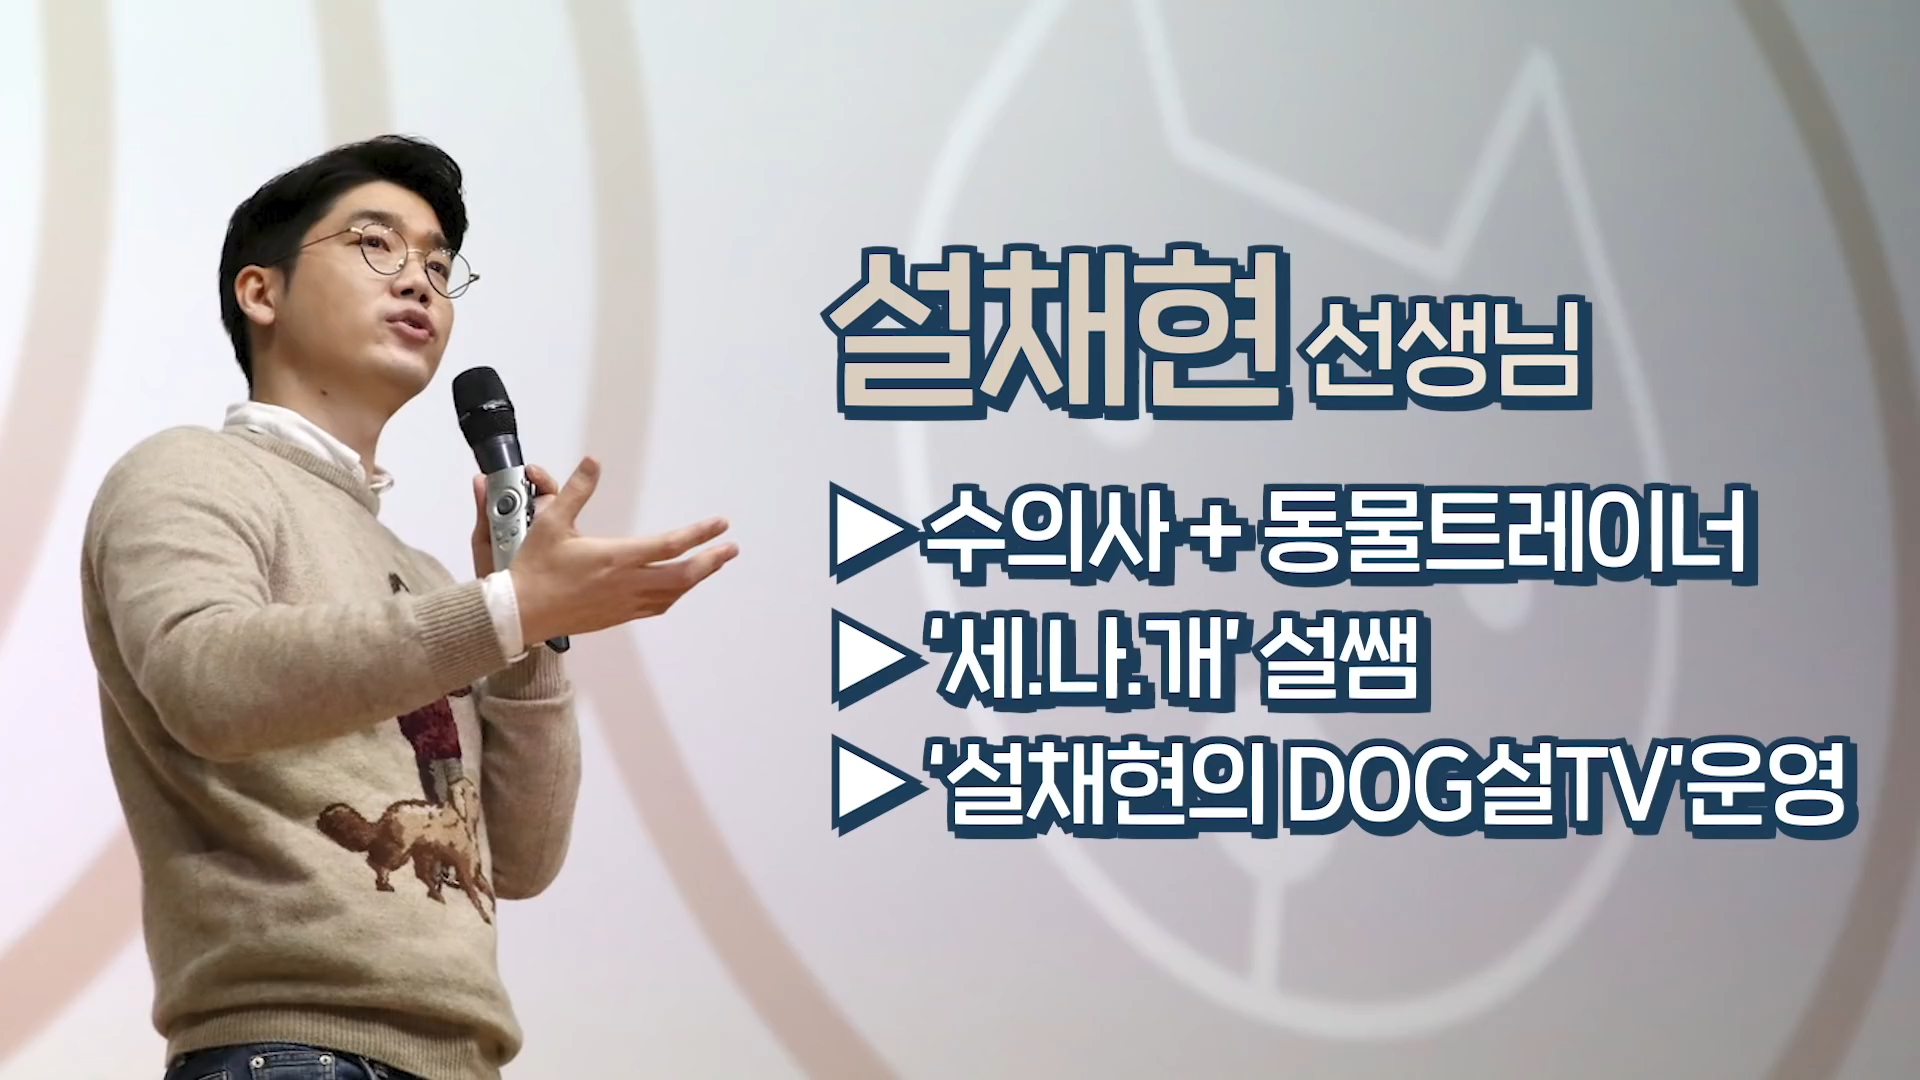 설채현 선생님
▶ 수의사 + 동물트레이너
▶ '세.나.개' 설쌤
▶ '설채현의 DOG설TV'운영